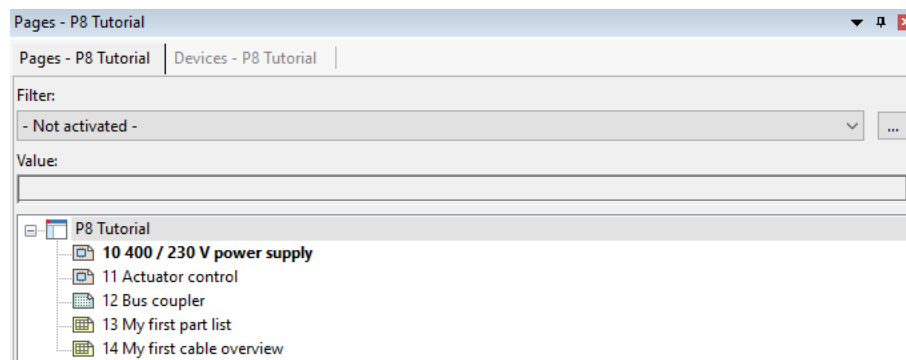 Pages - P8 Tutorial
Pages - P8 Tutorial Devices - P8 Tutorial
Filter:
- Not activated - ...
Value:
P8 Tutorial
10 400 / 230 V power supply
11 Actuator control
12 Bus coupler
13 My first part list
14 My first cable overview